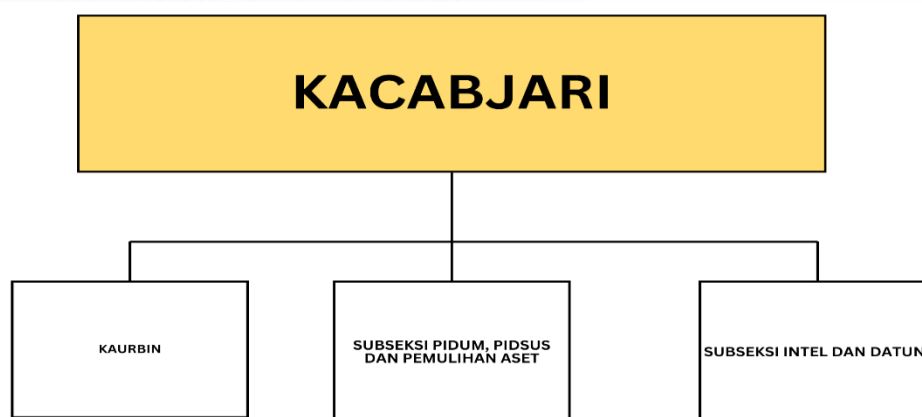 KACABJARI
KAURBIN
SUBSEKSI PIDUM, PIDSUS
DAN PEMULIHAN ASET
SUBSEKSI INTEL DAN DATUN